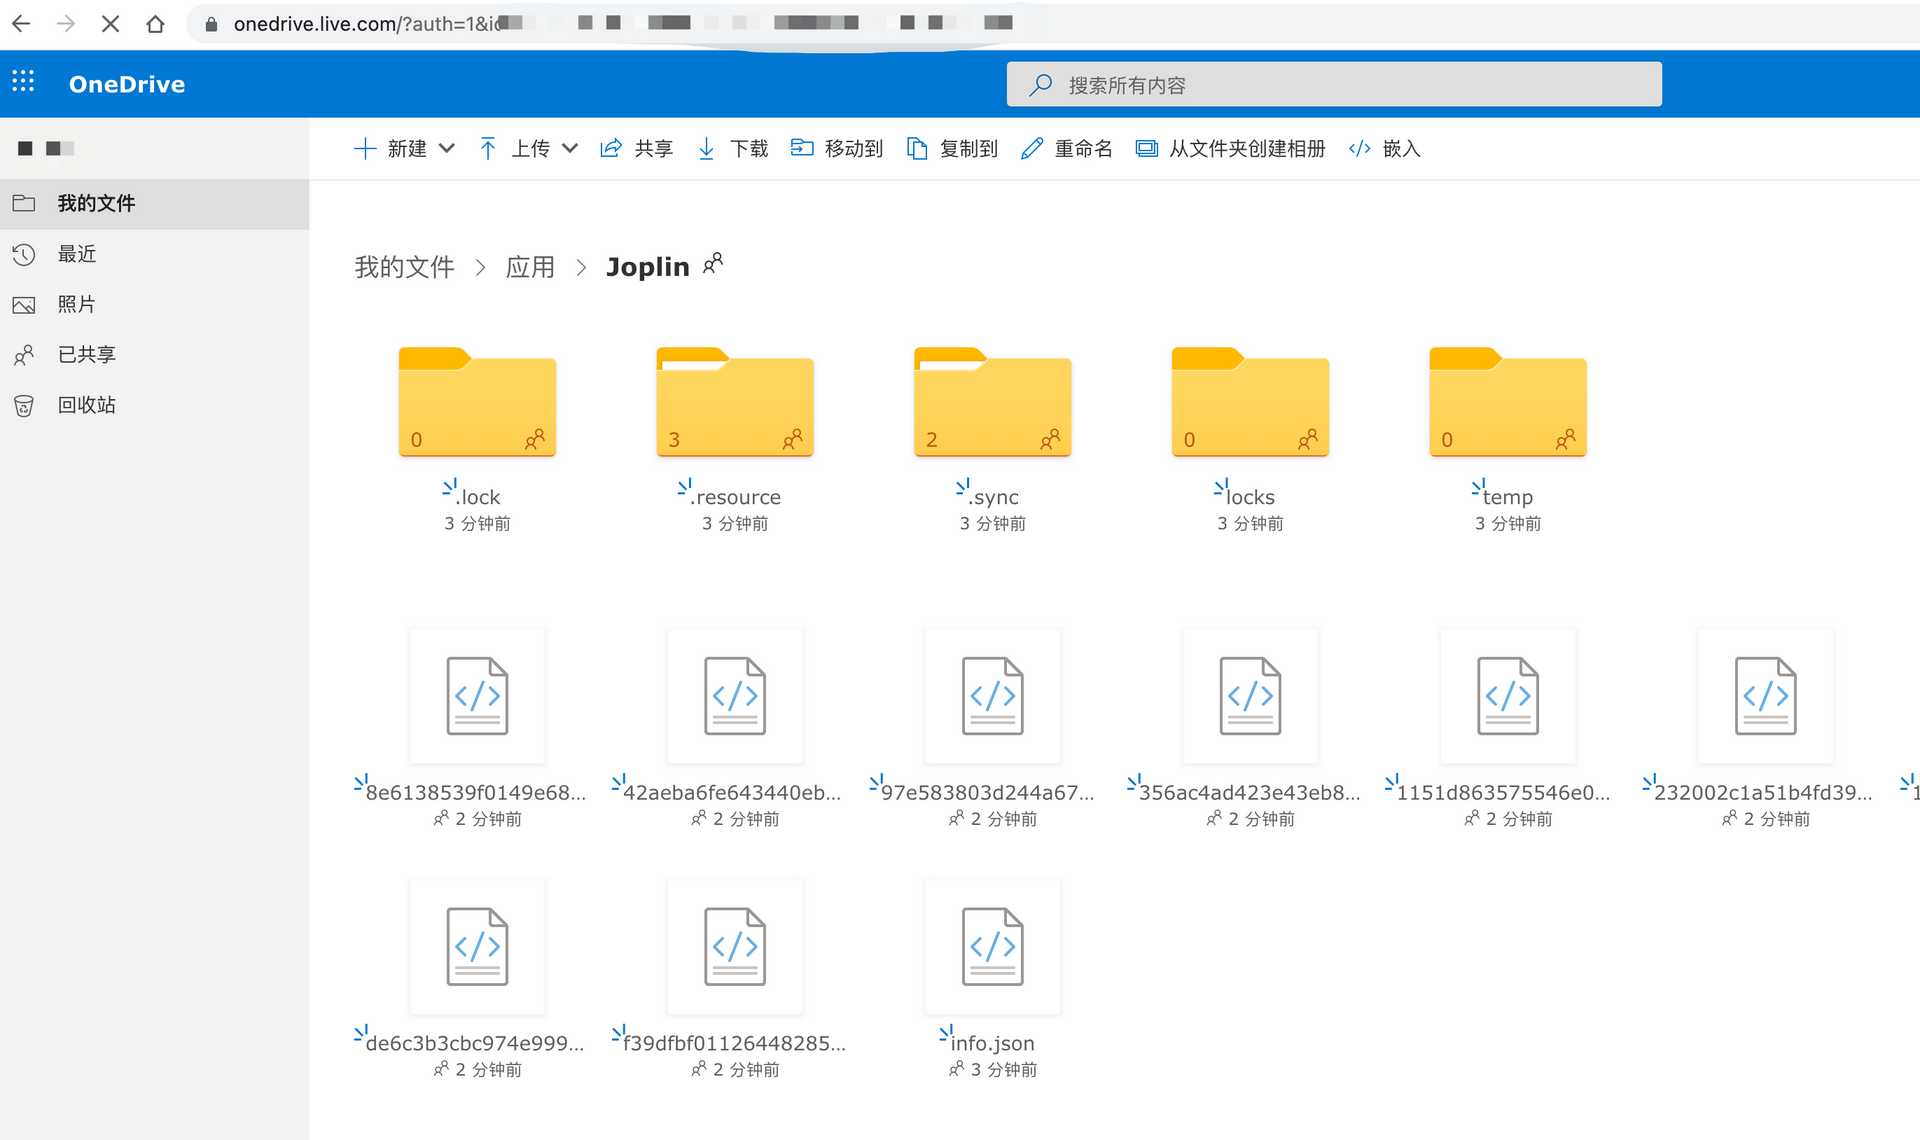 onedrive.live.com/?auth=1&id
OneDrive
搜索所有内容
新建 上传 共享 下载 移动到 复制到 重命名 从文件夹创建相册 嵌入
我的文件
最近
照片
已共享
回收站
我的文件 > 应用 > Joplin
0 3 2 0 0
.lock .resource .sync locks temp
3 分钟前 3 分钟前 3 分钟前 3 分钟前 3 分钟前
8e6138539f0149e68... 42aeba6fe643440eb... 97e583803d244a67... 356ac4ad423e43eb8... 1151d863575546e0... 232002c1a51b4fd39... 1
2 分钟前 2 分钟前 2 分钟前 2 分钟前 2 分钟前 2 分钟前
de6c3b3cbc974e999... f39dfbf01126448285... info.json
2 分钟前 2 分钟前 3 分钟前